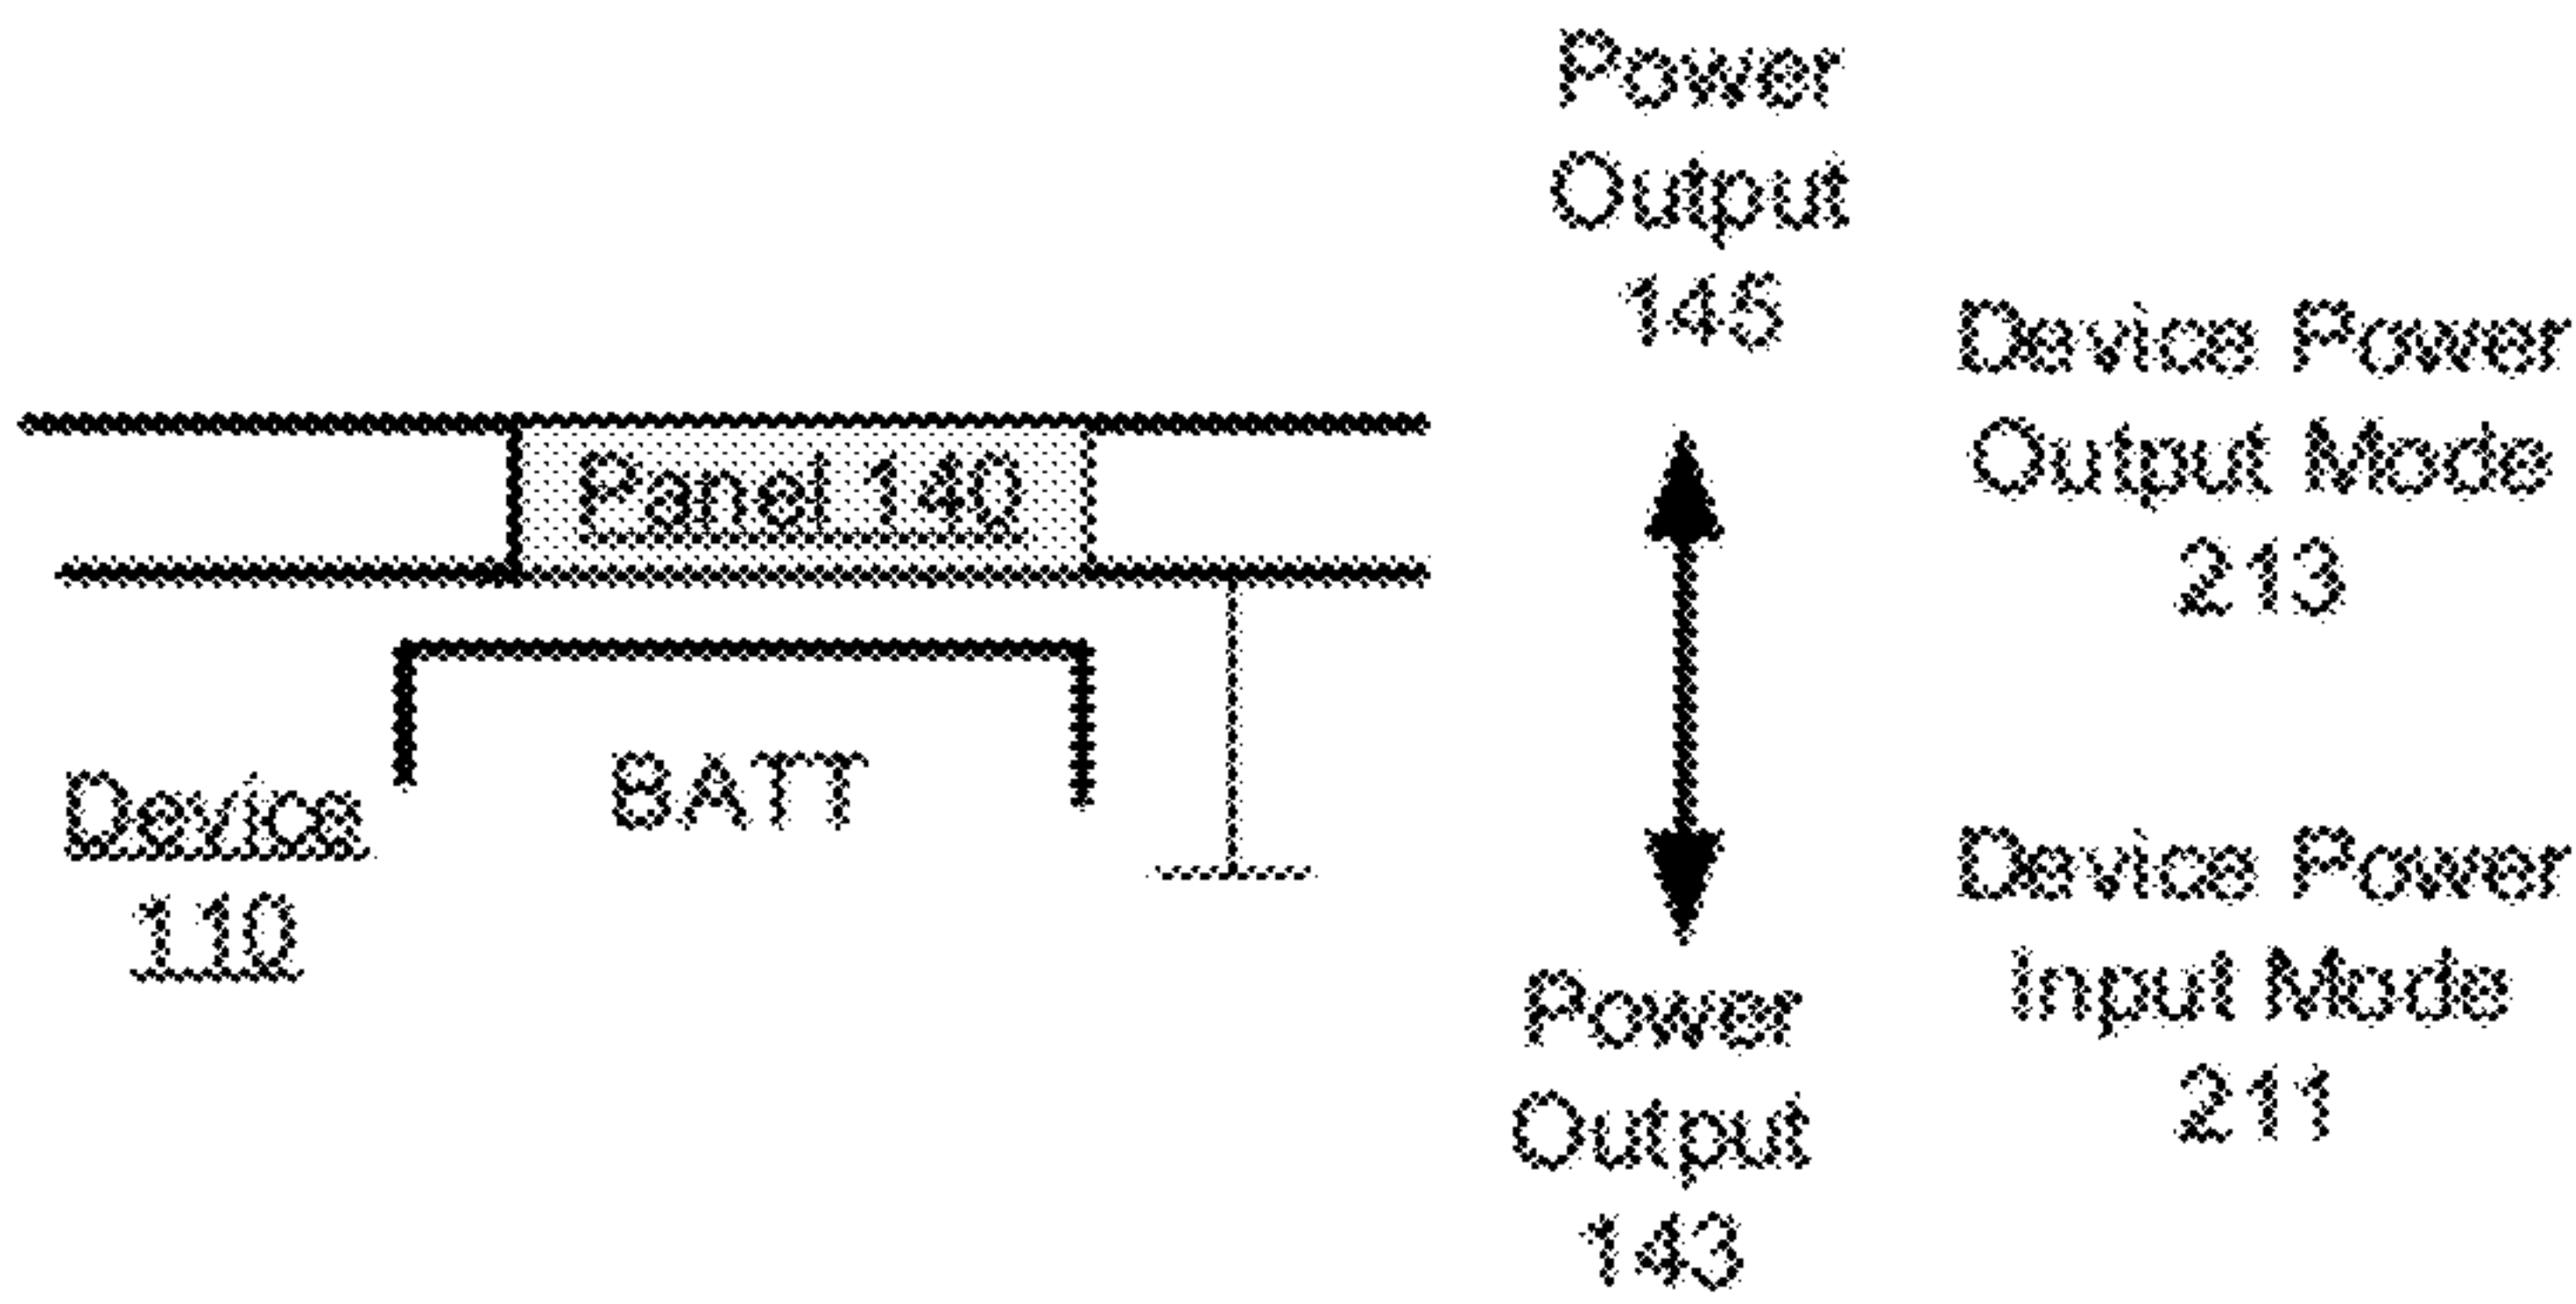 Power
Output
145
Device Power
Output Mode
213
Panel 140
BATT
Device
110
Device Power
Input Mode
211
Power
Output
143